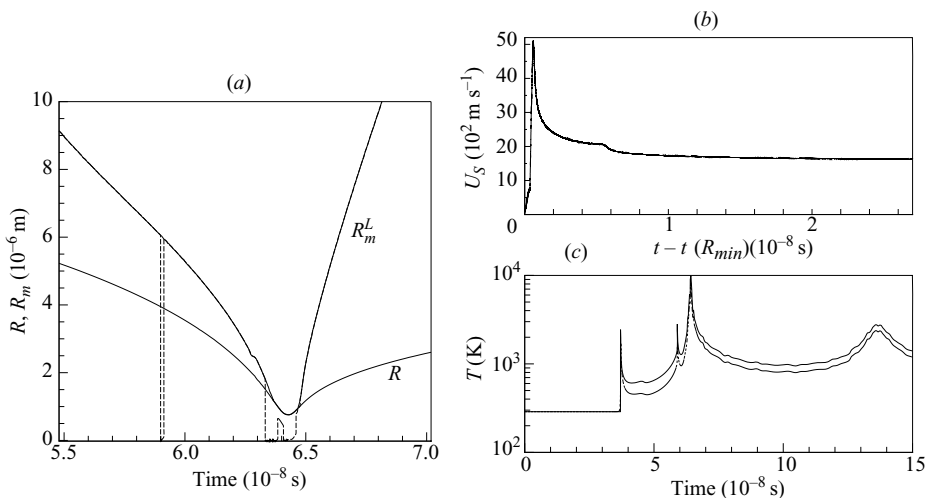 (a)
10
8
6
4
2
0
R, R_m (10^–6 m)
R_m^L
R
5.5 6.0 6.5 7.0
Time (10^–8 s)
(b)
50
40
30
20
10
0
U_S (10^2 m s^–1)
1 2
t – t (R_min)(10^–8 s)
(c)
10^4
10^3
10^2
T (K)
0 5 10 15
Time (10^–8 s)